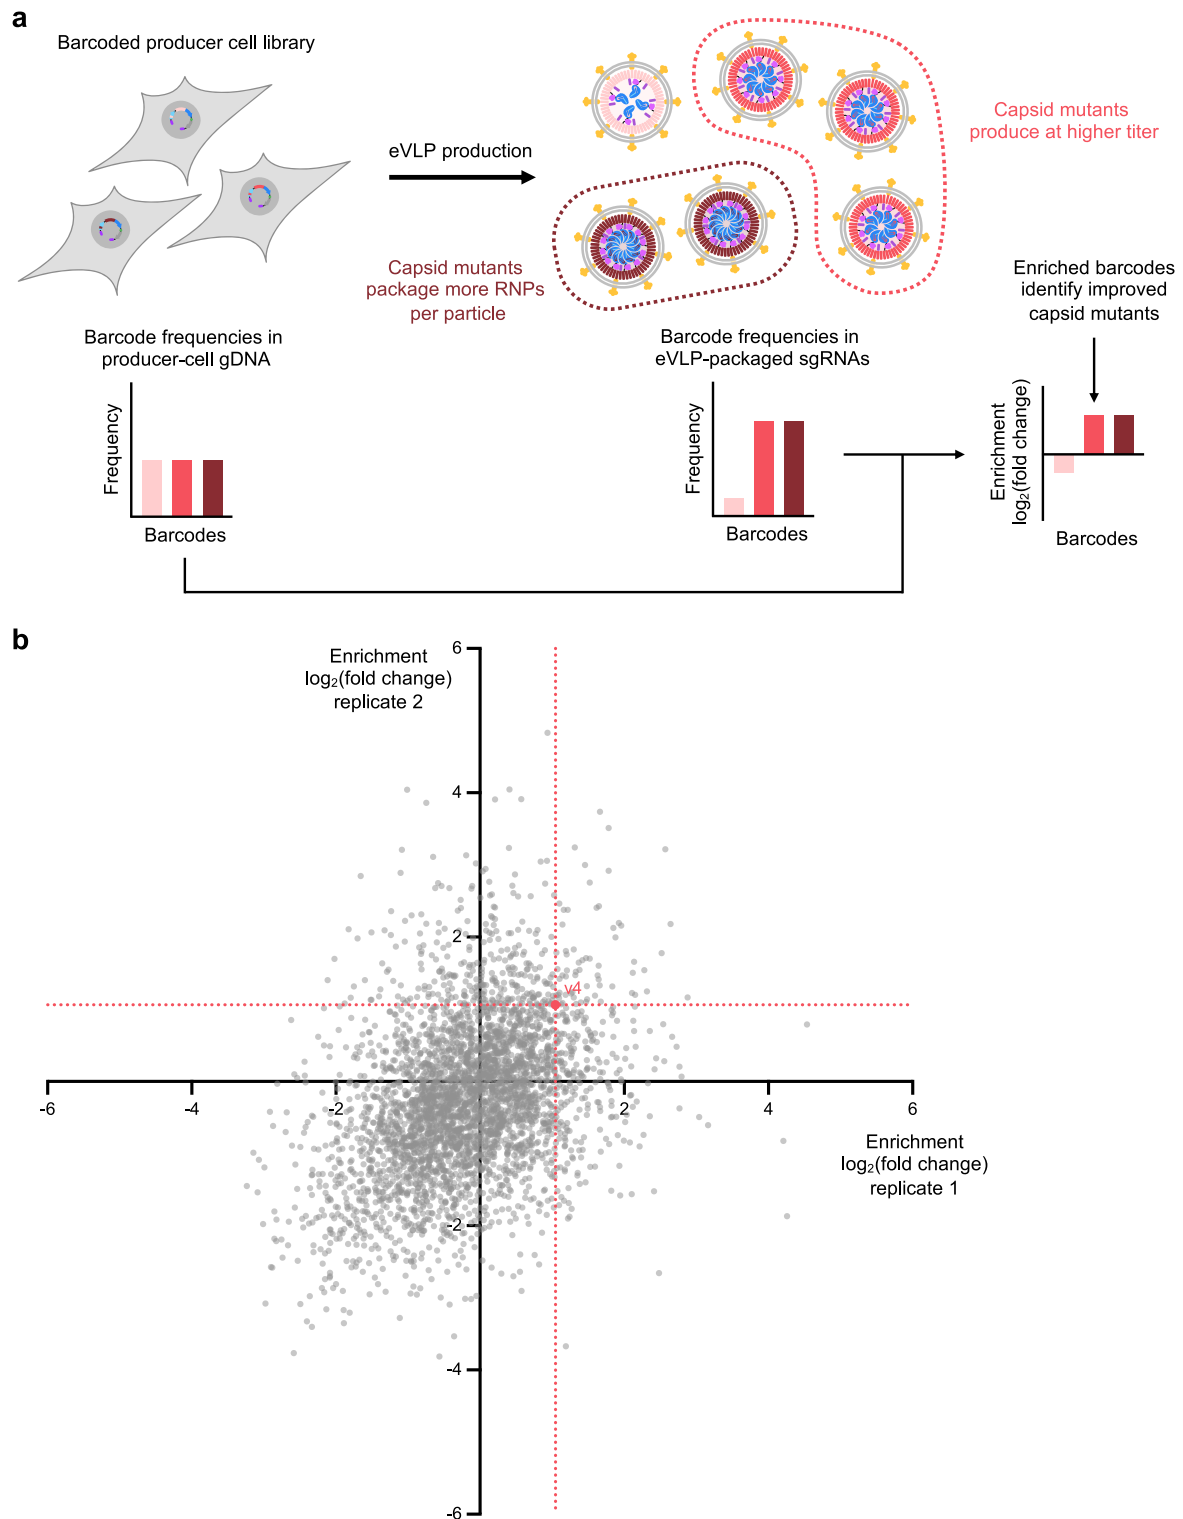 a
Barcoded producer cell library
eVLP production
Capsid mutants
produce at higher titer
Capsid mutants
package more RNPs
per particle
Enriched barcodes
identify improved
capsid mutants
Barcode frequencies in
producer-cell gDNA
Frequency
Barcodes
Barcode frequencies in
eVLP-packaged sgRNAs
Frequency
Barcodes
Enrichment
log₂(fold change)
Barcodes
b
Enrichment
log₂(fold change)
replicate 2
6
4
2
v4
-6
-4
-2
2
4
6
Enrichment
log₂(fold change)
replicate 1
-2
-4
-6